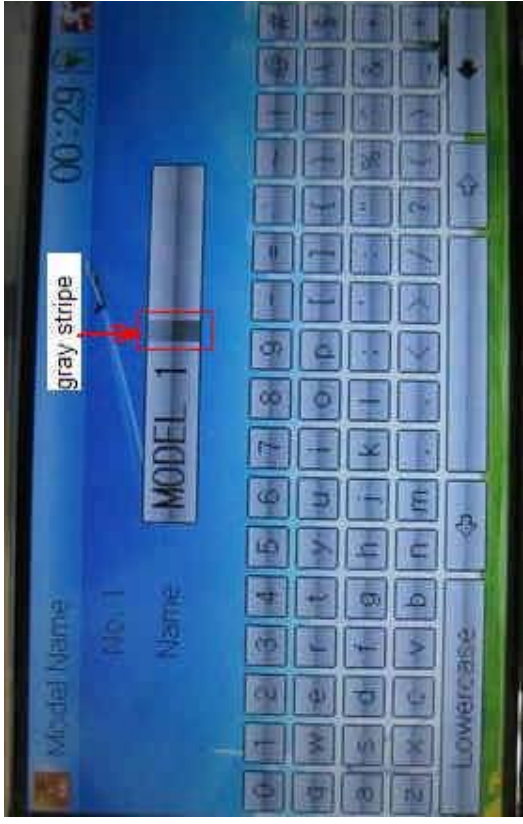 Model Name
00:29
gray stripe
No. 1
Name
MODEL 1
0 1 2 3 4 5 6 7 8 9 - =
q w e r t y u i o p [ ]
a s d f g h j k l ; '
z x c v b n m , . < > /
Lowercase